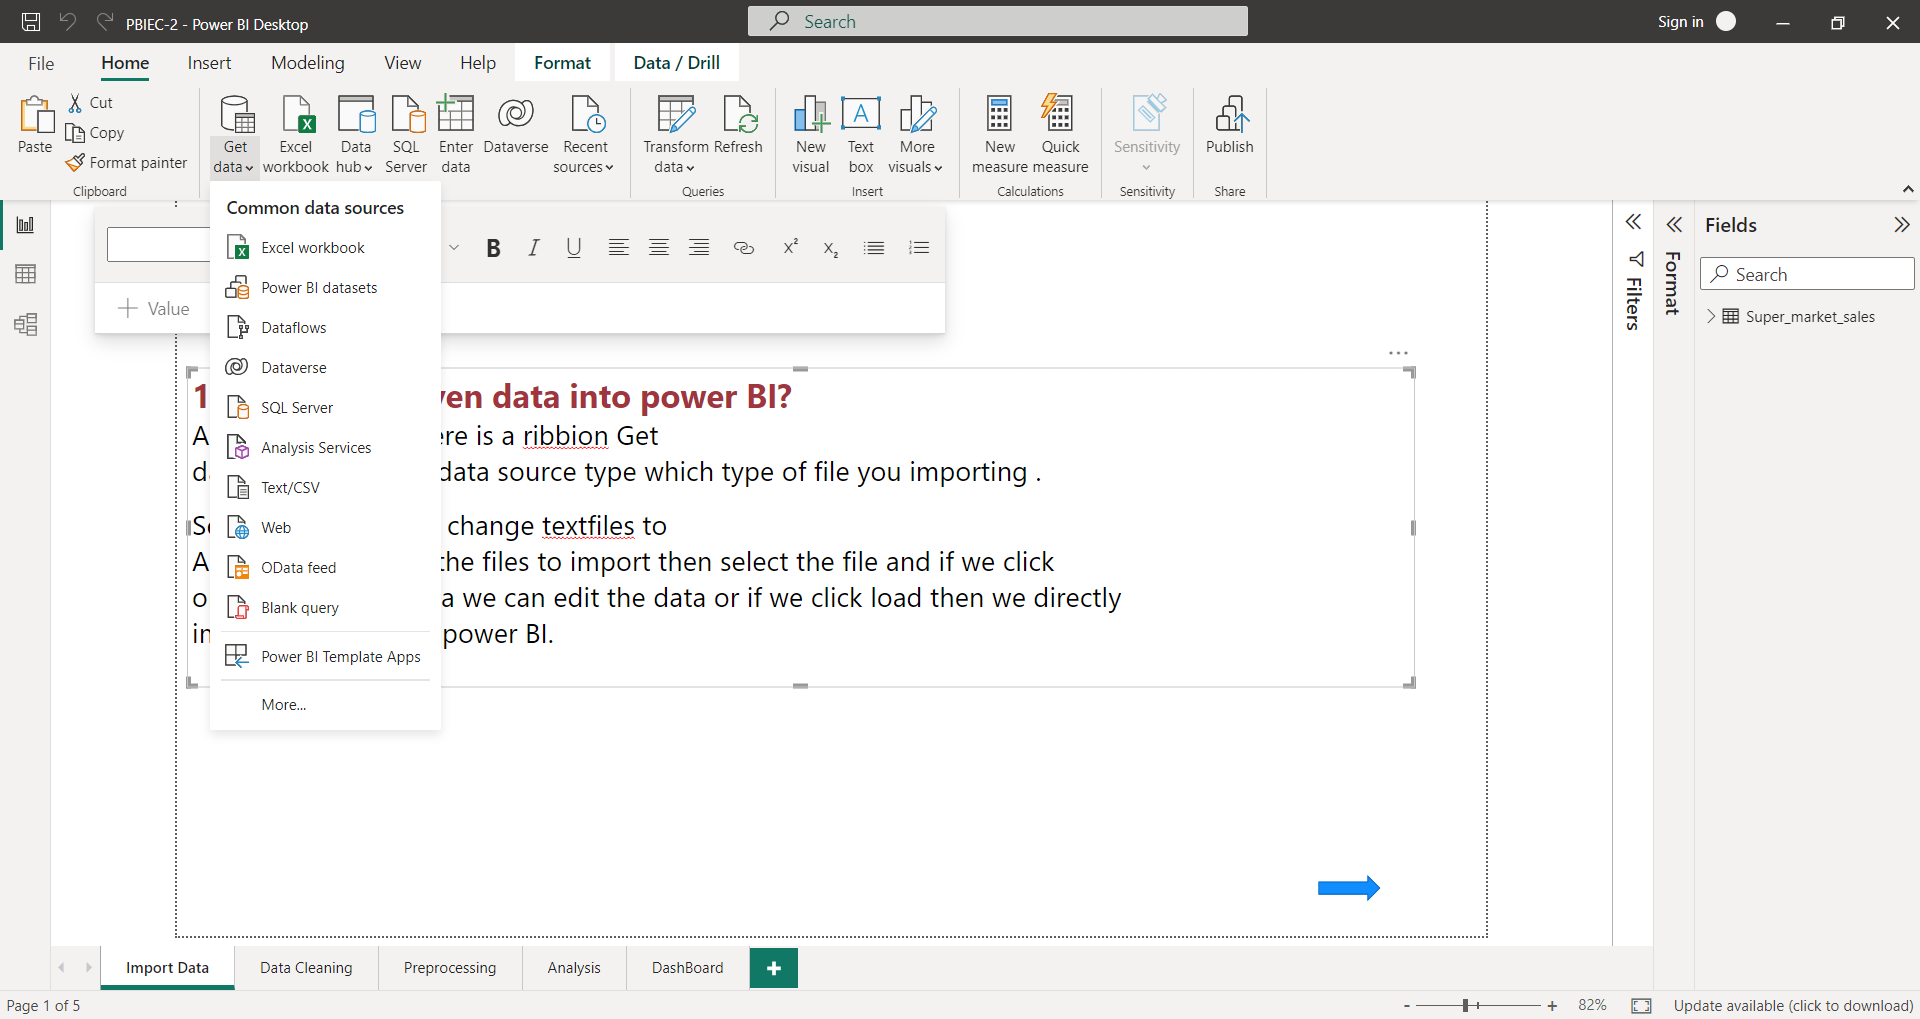 PBIEC-2 - Power BI Desktop
Search
Sign in
File
Home
Insert
Modeling
View
Help
Format
Data / Drill
Paste
Cut
Copy
Format painter
Clipboard
Get data
Excel workbook
Data hub
SQL Server
Enter data
Dataverse
Recent sources
Transform data
Refresh
Queries
New visual
Text box
More visuals
Insert
New measure
Quick measure
Calculations
Sensitivity
Sensitivity
Publish
Share
Common data sources
Excel workbook
Power BI datasets
Dataflows
Dataverse
SQL Server
Analysis Services
Text/CSV
Web
OData feed
Blank query
Power BI Template Apps
More...
B I U
x² x₂
Value
data into power BI?
is a ribbion Get
data source type which type of file you importing .
change textfiles to
the files to import then select the file and if we click
we can edit the data or if we click load then we directly
power BI.
Filters
Format
Fields
Search
Super_market_sales
Import Data
Data Cleaning
Preprocessing
Analysis
DashBoard
Page 1 of 5
- + 82%
Update available (click to download)